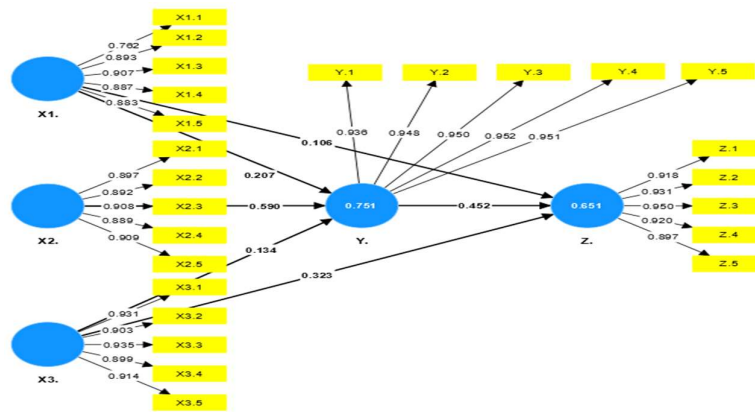 X1.1
X1.2
0.762
0.893
X1.3
0.907
0.887
X1.4
0.883
X1.
X1.5
Y.1
Y.2
Y.3
Y.4
Y.5
0.936
0.948
0.950
0.952
0.951
0.106
X2.1
0.897
0.207
X2.2
0.892
X2.3
0.908
0.590
0.889
X2.4
0.909
X2.
X2.5
0.751
0.452
0.651
Y.
Z.
Z.1
0.918
Z.2
0.931
Z.3
0.950
0.920
Z.4
0.897
Z.5
0.134
0.323
X3.1
0.931
X3.2
0.903
X3.3
0.935
0.899
X3.4
0.914
X3.
X3.5